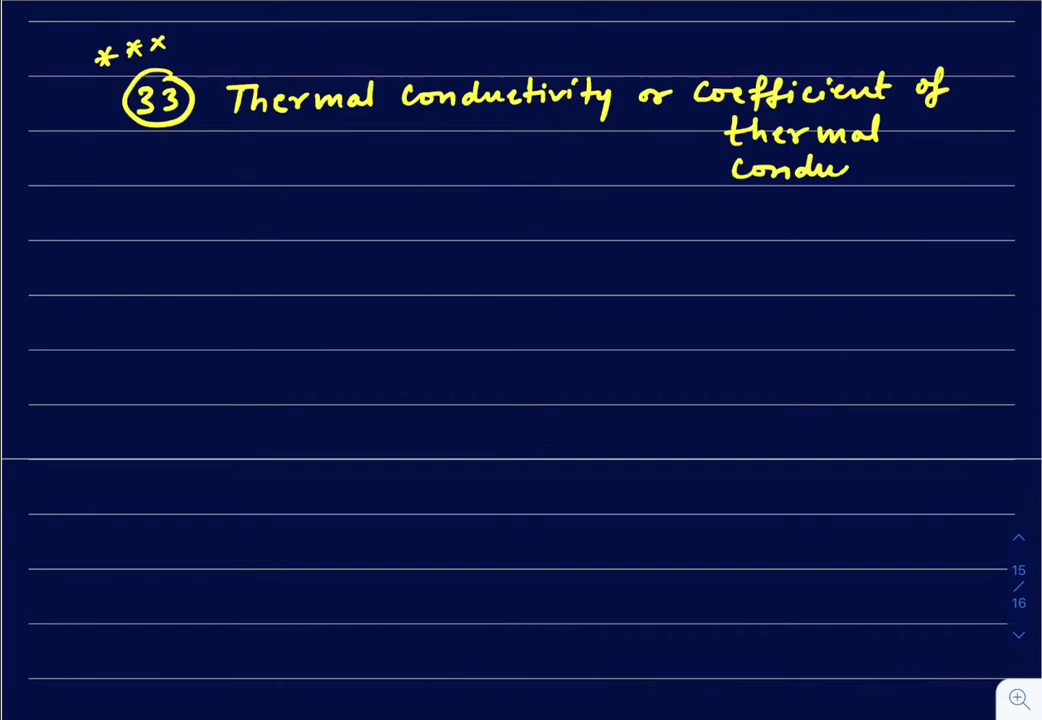 ***
33 Thermal conductivity or coefficient of
thermal
condu
15
/
16